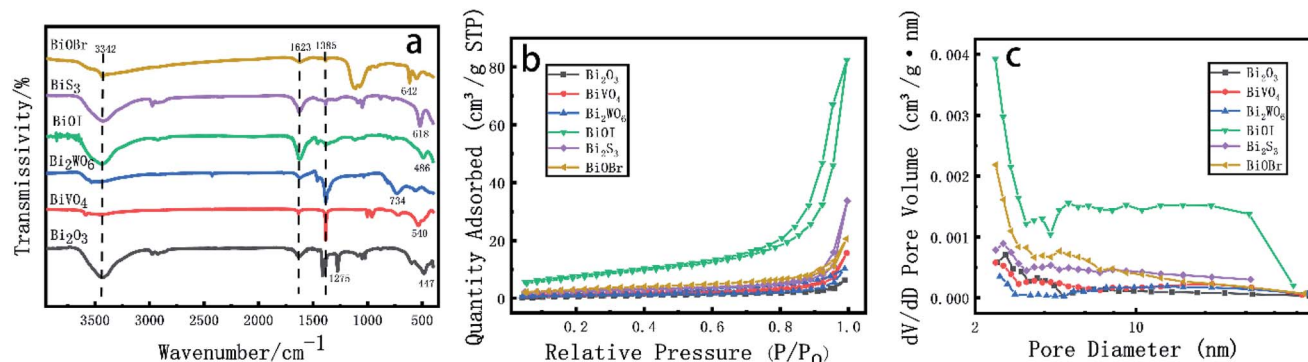 a
BiOBr
3342
1623
1385
642
BiS₃
618
BiOI
486
Bi₂WO₆
734
BiVO₄
540
Bi₂O₃
1275
447
Transmissivity/%
3500
3000
2500
2000
1500
1000
500
Wavenumber/cm⁻¹
b
Quantity Adsorbed (cm³/g STP)
80
60
40
20
0
Bi₂O₃
BiVO₄
Bi₂WO₆
BiOI
Bi₂S₃
BiOBr
0.2
0.4
0.6
0.8
1.0
Relative Pressure (P/P₀)
c
dV/dD Pore Volume (cm³/g·nm)
0.004
0.003
0.002
0.001
0.000
Bi₂O₃
BiVO₄
Bi₂WO₆
BiOI
Bi₂S₃
BiOBr
2
10
Pore Diameter (nm)